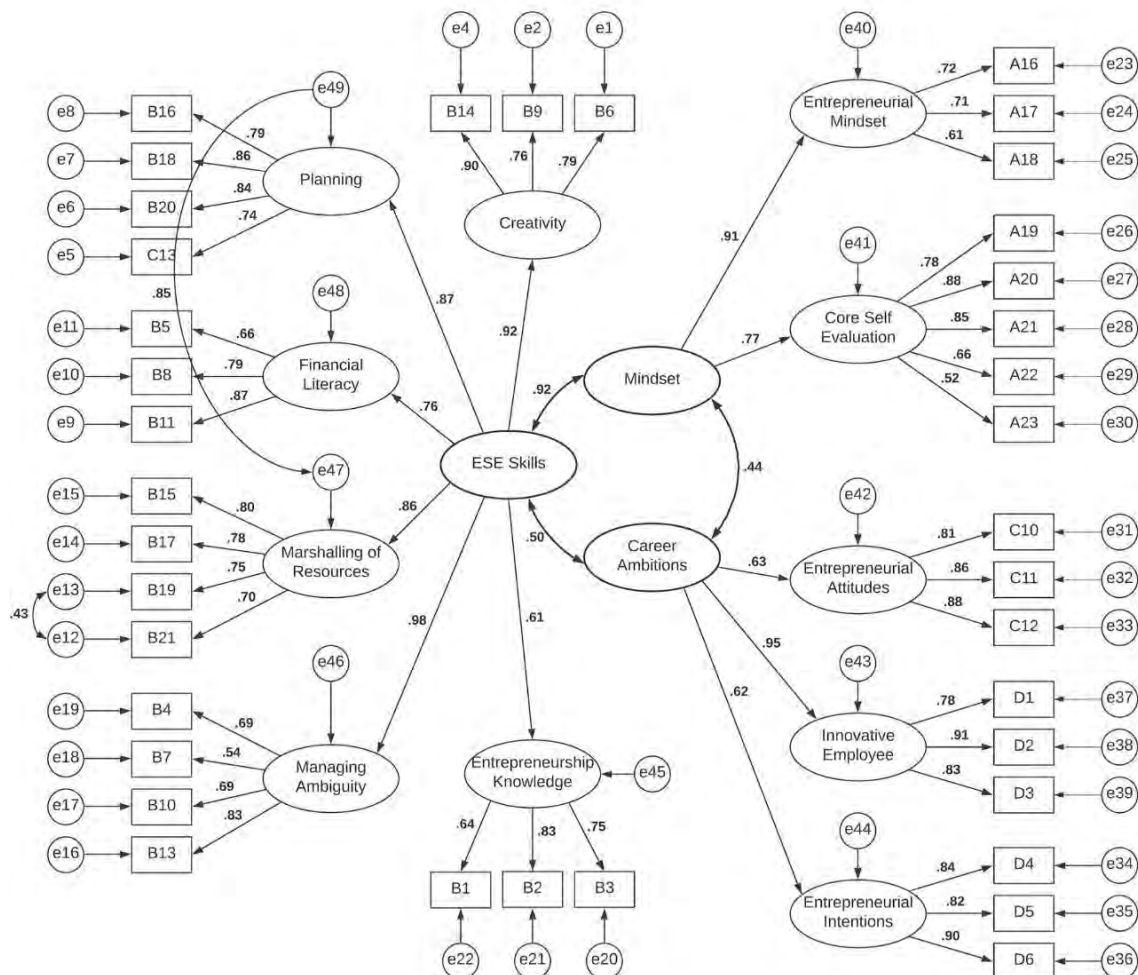 e4
e2
e1
e40
B14
B9
B6
.90
.76
.79
Creativity
.92
e49
e8
B16
e7
B18
e6
B20
e5
C13
.79
.86
.84
.74
Planning
.87
.85
e48
e11
B5
e10
B8
e9
B11
.66
.79
.87
Financial
Literacy
.76
ESE Skills
e47
e15
B15
e14
B17
e13
B19
e12
B21
.43
.80
.78
.75
.70
Marshalling of
Resources
.86
e46
e19
B4
e18
B7
e17
B10
e16
B13
.69
.54
.69
.83
Managing
Ambiguity
.98
.61
Entrepreneurship
Knowledge
e45
.64
.83
.75
B1
B2
B3
e22
e21
e20
Entrepreneurial
Mindset
.72
.71
.61
A16
e23
A17
e24
A18
e25
.91
e41
Core Self
Evaluation
.78
.88
.85
.66
.52
A19
e26
A20
e27
A21
e28
A22
e29
A23
e30
.77
Mindset
.92
.44
.50
Career
Ambitions
e42
.63
Entrepreneurial
Attitudes
.81
.86
.88
C10
e31
C11
e32
C12
e33
.95
e43
Innovative
Employee
.78
.91
.83
D1
e37
D2
e38
D3
e39
.62
e44
Entrepreneurial
Intentions
.84
.82
.90
D4
e34
D5
e35
D6
e36